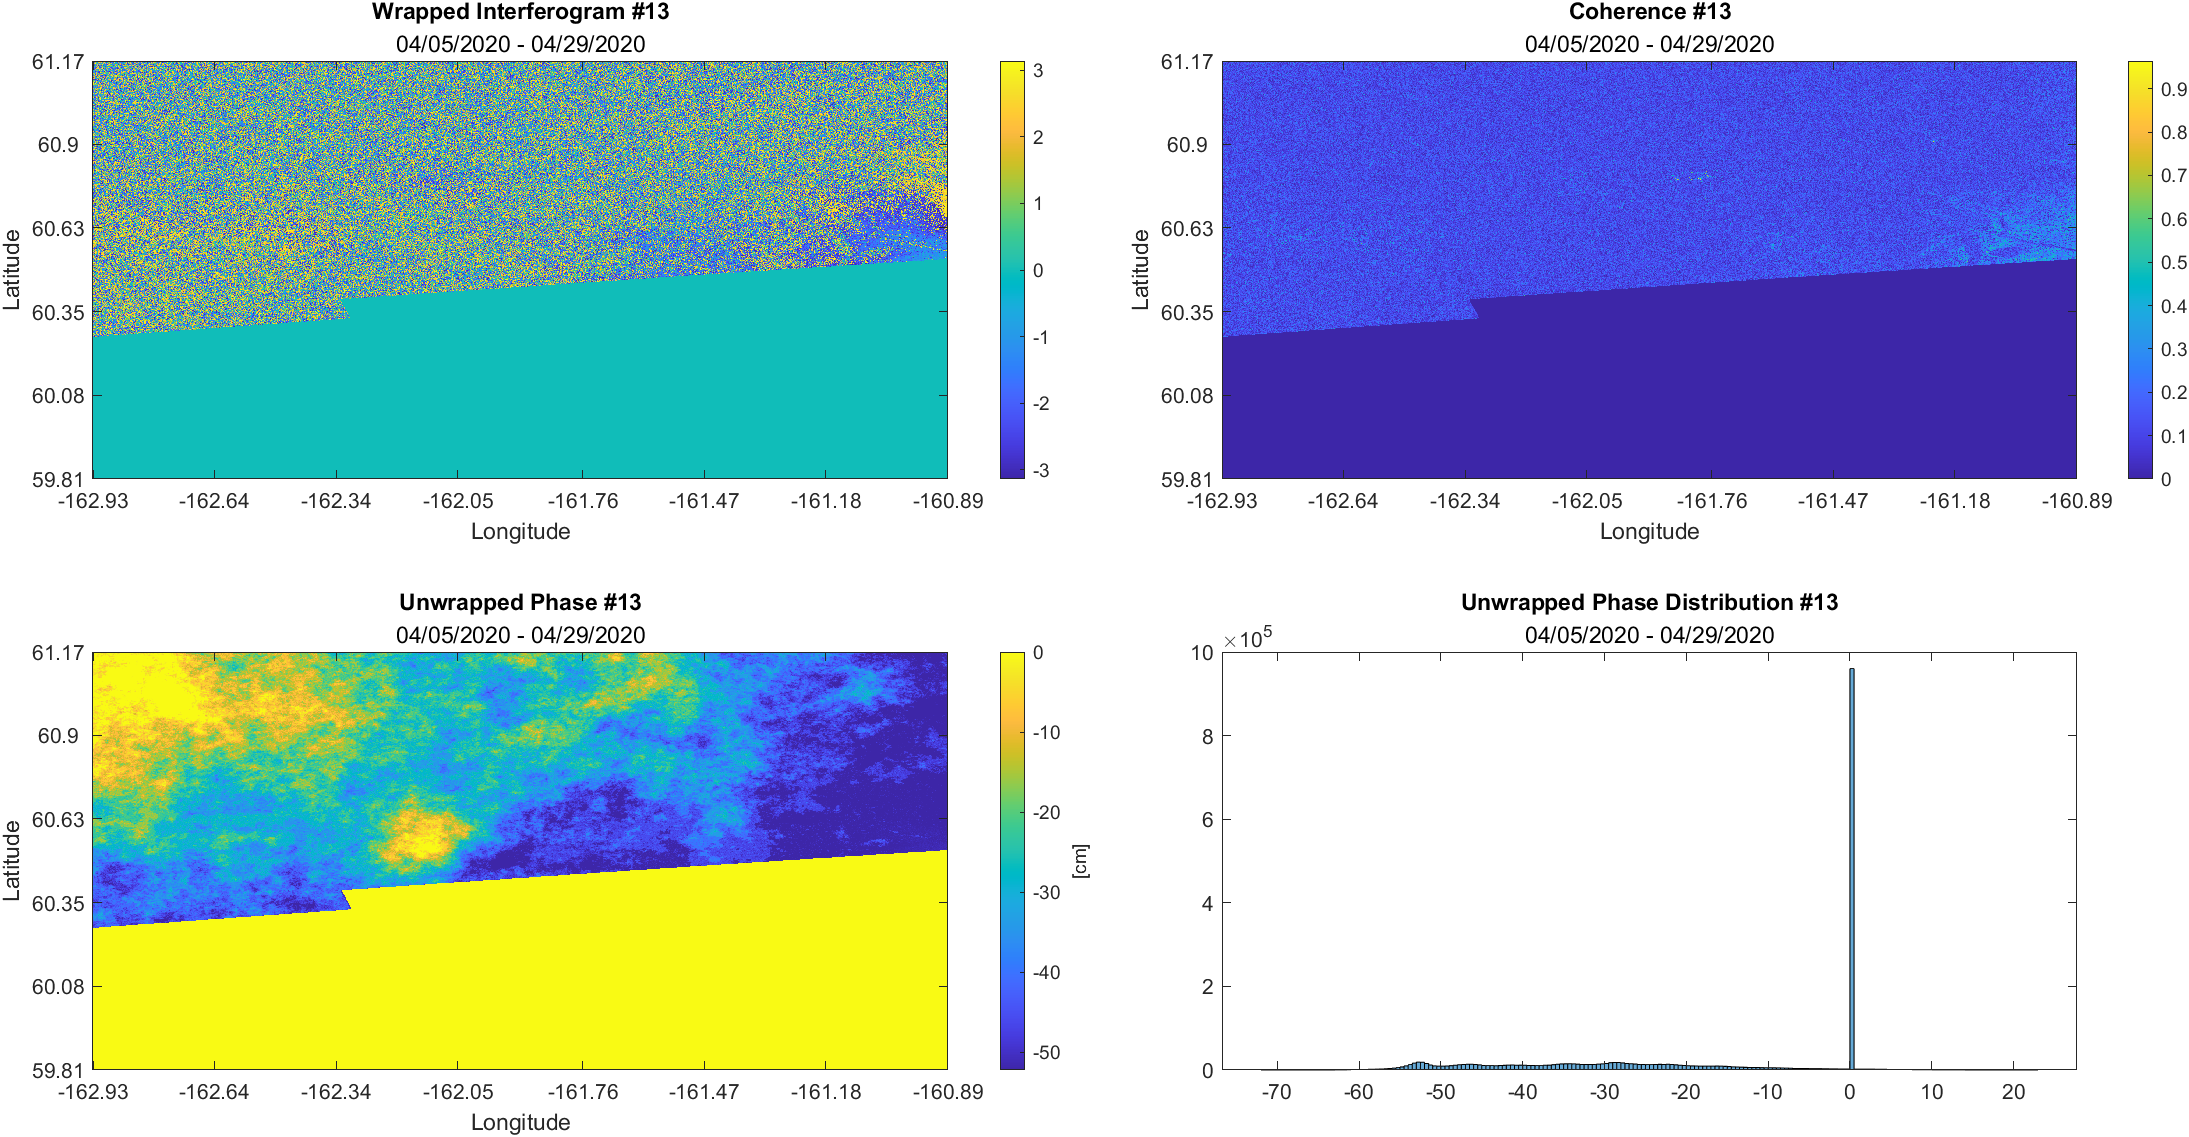 Wrapped Interferogram #13
04/05/2020 - 04/29/2020
61.17
60.9
60.63
60.35
60.08
59.81
Latitude
-162.93 -162.64 -162.34 -162.05 -161.76 -161.47 -161.18 -160.89
Longitude
3
2
1
0
-1
-2
-3
Coherence #13
04/05/2020 - 04/29/2020
61.17
60.9
60.63
60.35
60.08
59.81
Latitude
-162.93 -162.64 -162.34 -162.05 -161.76 -161.47 -161.18 -160.89
Longitude
0.9
0.8
0.7
0.6
0.5
0.4
0.3
0.2
0.1
0
Unwrapped Phase #13
04/05/2020 - 04/29/2020
61.17
60.9
60.63
60.35
60.08
59.81
Latitude
-162.93 -162.64 -162.34 -162.05 -161.76 -161.47 -161.18 -160.89
Longitude
0
-10
-20
-30
-40
-50
[cm]
Unwrapped Phase Distribution #13
04/05/2020 - 04/29/2020
×10⁵
10
8
6
4
2
0
-70 -60 -50 -40 -30 -20 -10 0 10 20